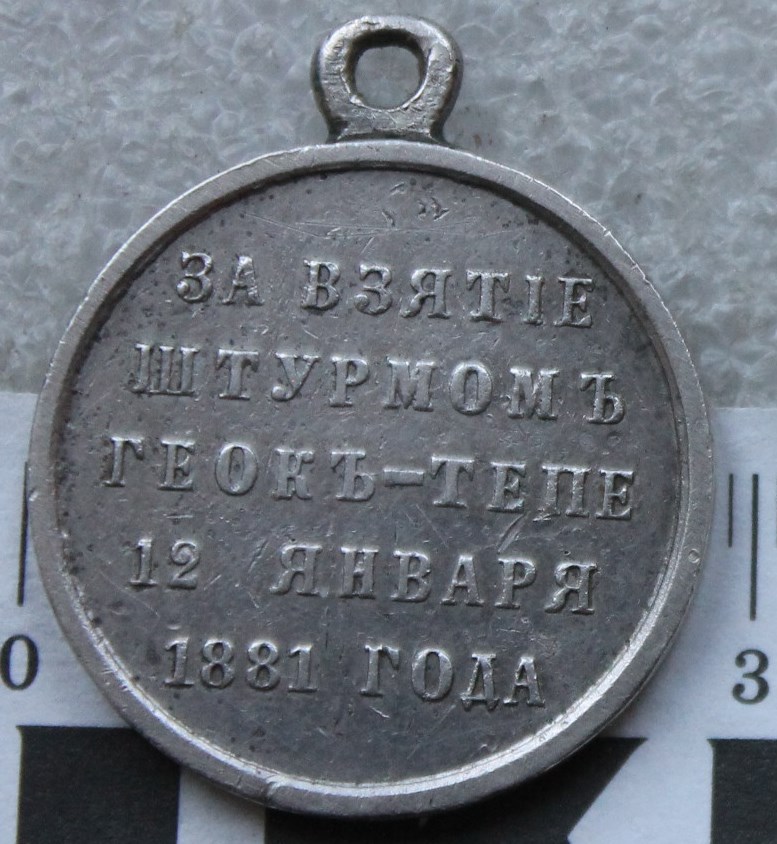 ЗА ВЗЯТІЕ
ШТУРМОМЪ
ГЕОКЪ-ТЕПЕ
12 ЯНВАРЯ
1881 ГОДА
0
3